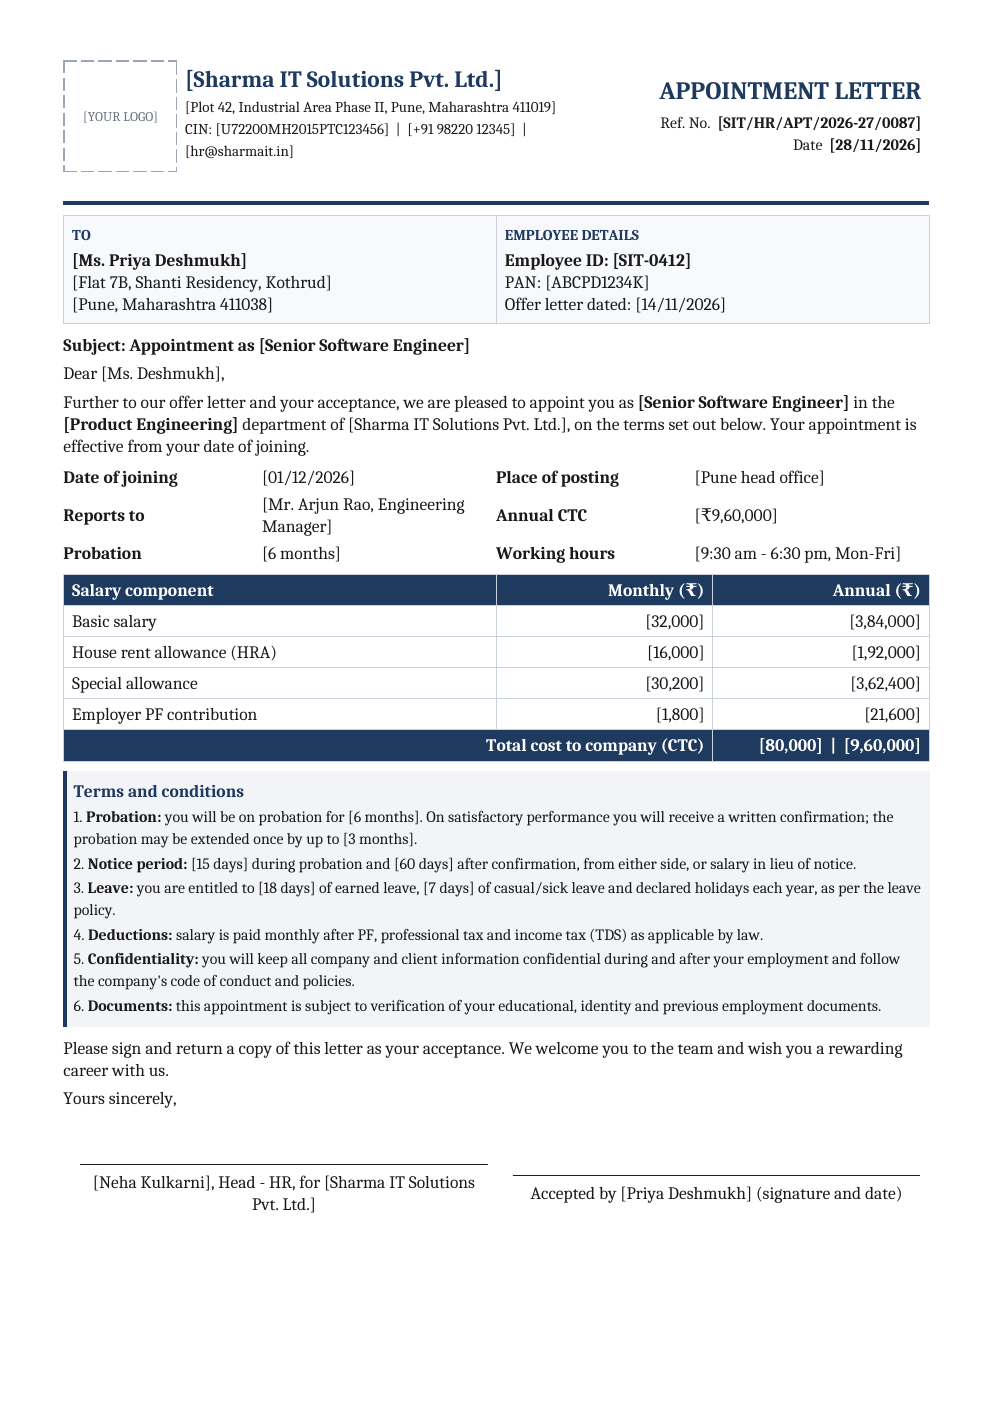 [YOUR LOGO]
[Sharma IT Solutions Pvt. Ltd.]
[Plot 42, Industrial Area Phase II, Pune, Maharashtra 411019]
CIN: [U72200MH2015PTC123456] | [+91 98220 12345] |
[hr@sharmait.in]
APPOINTMENT LETTER
Ref. No. [SIT/HR/APT/2026-27/0087]
Date [28/11/2026]
TO
[Ms. Priya Deshmukh]
[Flat 7B, Shanti Residency, Kothrud]
[Pune, Maharashtra 411038]
EMPLOYEE DETAILS
Employee ID: [SIT-0412]
PAN: [ABCPD1234K]
Offer letter dated: [14/11/2026]
Subject: Appointment as [Senior Software Engineer]
Dear [Ms. Deshmukh],
Further to our offer letter and your acceptance, we are pleased to appoint you as [Senior Software Engineer] in the
[Product Engineering] department of [Sharma IT Solutions Pvt. Ltd.], on the terms set out below. Your appointment is
effective from your date of joining.
Date of joining [01/12/2026] Place of posting [Pune head office]
Reports to [Mr. Arjun Rao, Engineering
Manager] Annual CTC [₹9,60,000]
Probation [6 months] Working hours [9:30 am - 6:30 pm, Mon-Fri]
Salary component Monthly (₹) Annual (₹)
Basic salary [32,000] [3,84,000]
House rent allowance (HRA) [16,000] [1,92,000]
Special allowance [30,200] [3,62,400]
Employer PF contribution [1,800] [21,600]
Total cost to company (CTC) [80,000] | [9,60,000]
Terms and conditions
1. Probation: you will be on probation for [6 months]. On satisfactory performance you will receive a written confirmation; the
probation may be extended once by up to [3 months].
2. Notice period: [15 days] during probation and [60 days] after confirmation, from either side, or salary in lieu of notice.
3. Leave: you are entitled to [18 days] of earned leave, [7 days] of casual/sick leave and declared holidays each year, as per the leave
policy.
4. Deductions: salary is paid monthly after PF, professional tax and income tax (TDS) as applicable by law.
5. Confidentiality: you will keep all company and client information confidential during and after your employment and follow
the company's code of conduct and policies.
6. Documents: this appointment is subject to verification of your educational, identity and previous employment documents.
Please sign and return a copy of this letter as your acceptance. We welcome you to the team and wish you a rewarding
career with us.
Yours sincerely,
[Neha Kulkarni], Head - HR, for [Sharma IT Solutions
Pvt. Ltd.]
Accepted by [Priya Deshmukh] (signature and date)